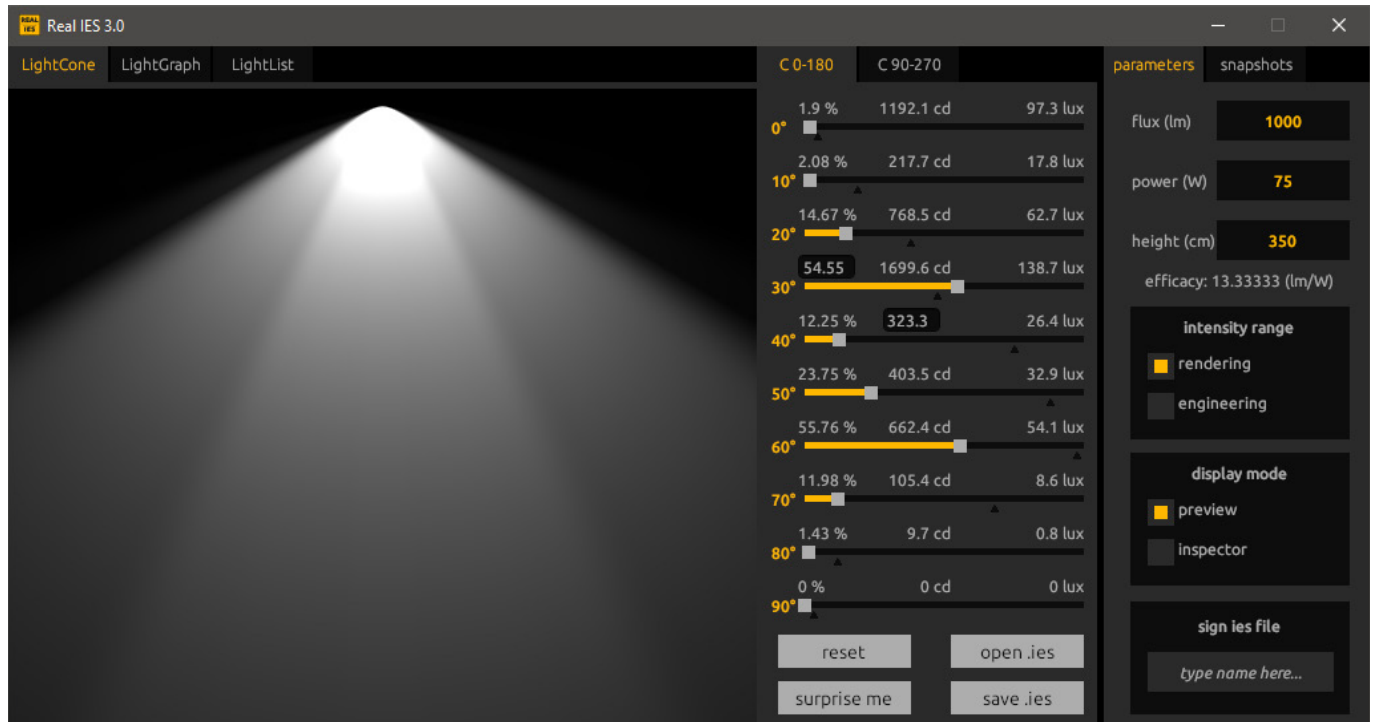 REAL IES Real IES 3.0
LightCone LightGraph LightList
C 0-180 C 90-270
1.9 % 1192.1 cd 97.3 lux
0°
2.08 % 217.7 cd 17.8 lux
10°
14.67 % 768.5 cd 62.7 lux
20°
54.55 1699.6 cd 138.7 lux
30°
12.25 % 323.3 26.4 lux
40°
23.75 % 403.5 cd 32.9 lux
50°
55.76 % 662.4 cd 54.1 lux
60°
11.98 % 105.4 cd 8.6 lux
70°
1.43 % 9.7 cd 0.8 lux
80°
0 % 0 cd 0 lux
90°
reset open .ies
surprise me save .ies
parameters snapshots
flux (lm) 1000
power (W) 75
height (cm) 350
efficacy: 13.33333 (lm/W)
intensity range
rendering
engineering
display mode
preview
inspector
sign ies file
type name here...